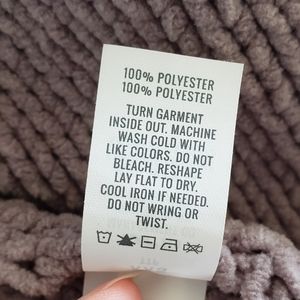 100% POLYESTER
100% POLYESTER
TURN GARMENT
INSIDE OUT. MACHINE
WASH COLD WITH
LIKE COLORS. DO NOT
BLEACH. RESHAPE
LAY FLAT TO DRY.
COOL IRON IF NEEDED.
DO NOT WRING OR
TWIST.